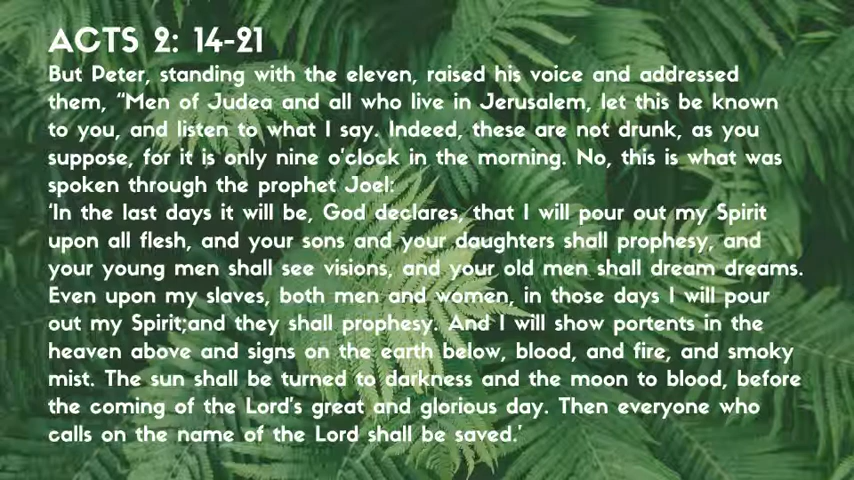 ACTS 2: 14-21
But Peter, standing with the eleven, raised his voice and addressed
them, “Men of Judea and all who live in Jerusalem, let this be known
to you, and listen to what I say. Indeed, these are not drunk, as you
suppose, for it is only nine o'clock in the morning. No, this is what was
spoken through the prophet Joel:
‘In the last days it will be, God declares, that I will pour out my Spirit
upon all flesh, and your sons and your daughters shall prophesy, and
your young men shall see visions, and your old men shall dream dreams.
Even upon my slaves, both men and women, in those days I will pour
out my Spirit;and they shall prophesy. And I will show portents in the
heaven above and signs on the earth below, blood, and fire, and smoky
mist. The sun shall be turned to darkness and the moon to blood, before
the coming of the Lord's great and glorious day. Then everyone who
calls on the name of the Lord shall be saved.’